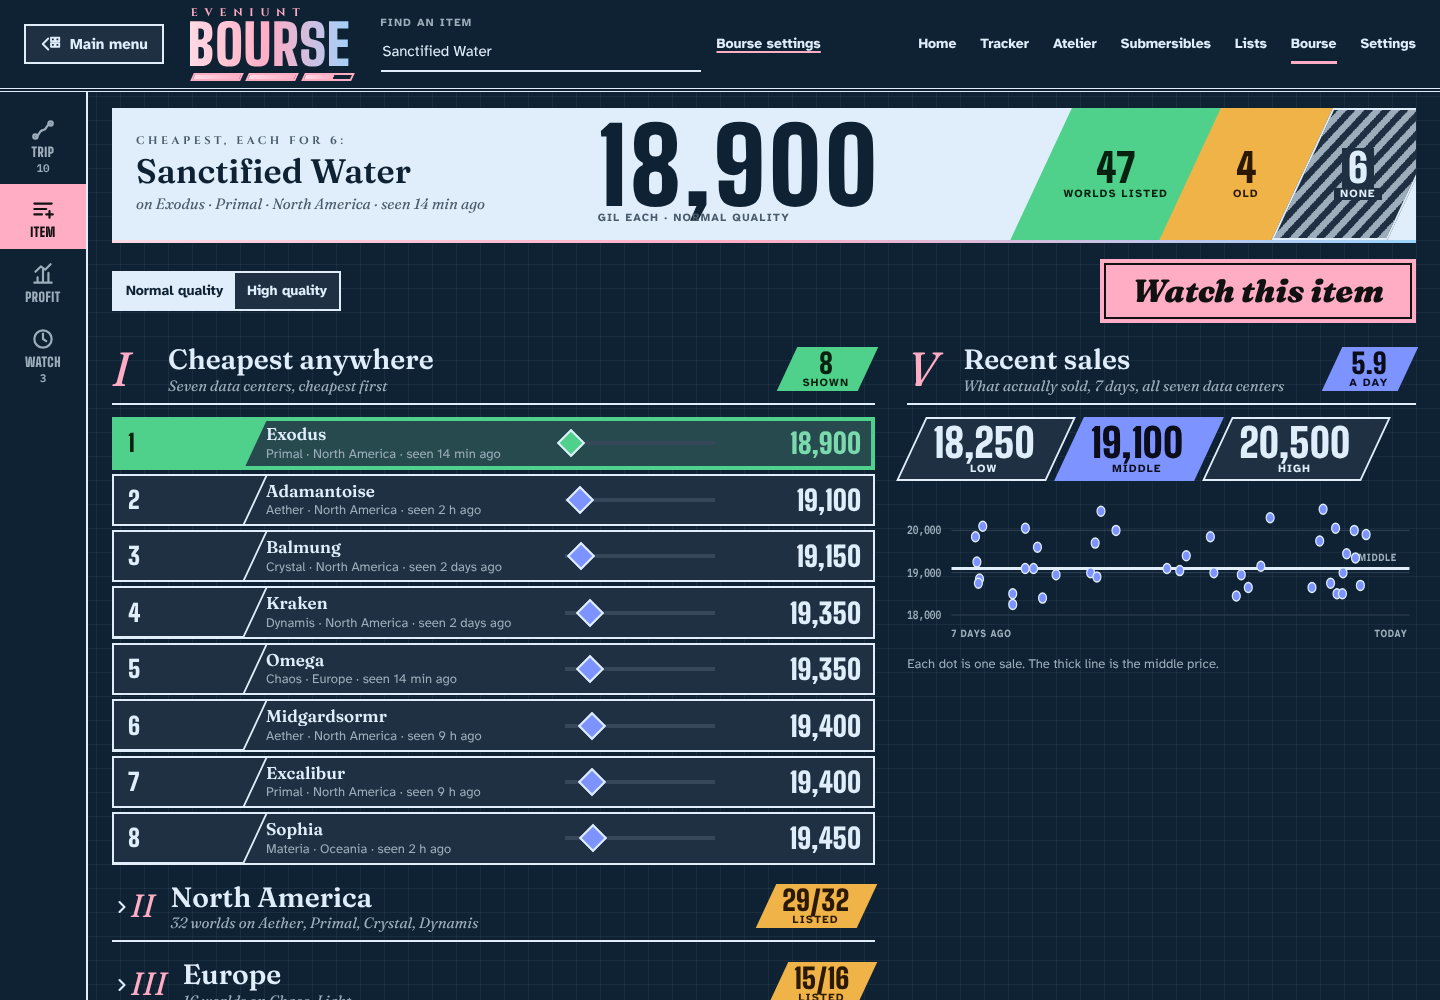 Main menu
EVENIUNT
BOURSE
FIND AN ITEM
Sanctified Water
Bourse settings
Home
Tracker
Atelier
Submersibles
Lists
Bourse
Settings
TRIP
10
ITEM
PROFIT
WATCH
3
CHEAPEST, EACH FOR 6:
Sanctified Water
on Exodus · Primal · North America · seen 14 min ago
18,900
GIL EACH · NORMAL QUALITY
47
WORLDS LISTED
4
OLD
6
NONE
Normal quality
High quality
Watch this item
I
Cheapest anywhere
Seven data centers, cheapest first
8
SHOWN
1
Exodus
Primal · North America · seen 14 min ago
18,900
2
Adamantoise
Aether · North America · seen 2 h ago
19,100
3
Balmung
Crystal · North America · seen 2 days ago
19,150
4
Kraken
Dynamis · North America · seen 2 days ago
19,350
5
Omega
Chaos · Europe · seen 14 min ago
19,350
6
Midgardsormr
Aether · North America · seen 9 h ago
19,400
7
Excalibur
Primal · North America · seen 9 h ago
19,400
8
Sophia
Materia · Oceania · seen 2 h ago
19,450
II
North America
32 worlds on Aether, Primal, Crystal, Dynamis
29/32
LISTED
III
Europe
16 worlds on Chaos, Light
15/16
LISTED
V
Recent sales
What actually sold, 7 days, all seven data centers
5.9
A DAY
18,250
LOW
19,100
MIDDLE
20,500
HIGH
20,000
19,000
18,000
MIDDLE
7 DAYS AGO
TODAY
Each dot is one sale. The thick line is the middle price.